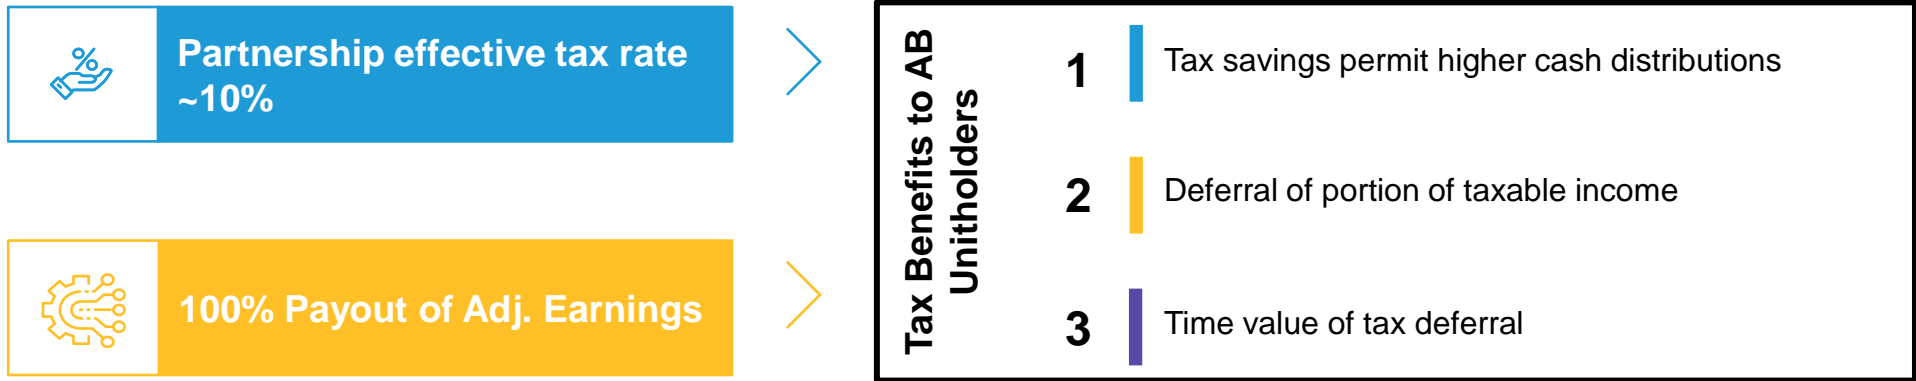 %
Partnership effective tax rate
~10%
100% Payout of Adj. Earnings
Tax Benefits to AB
Unitholders
1
Tax savings permit higher cash distributions
2
Deferral of portion of taxable income
3
Time value of tax deferral